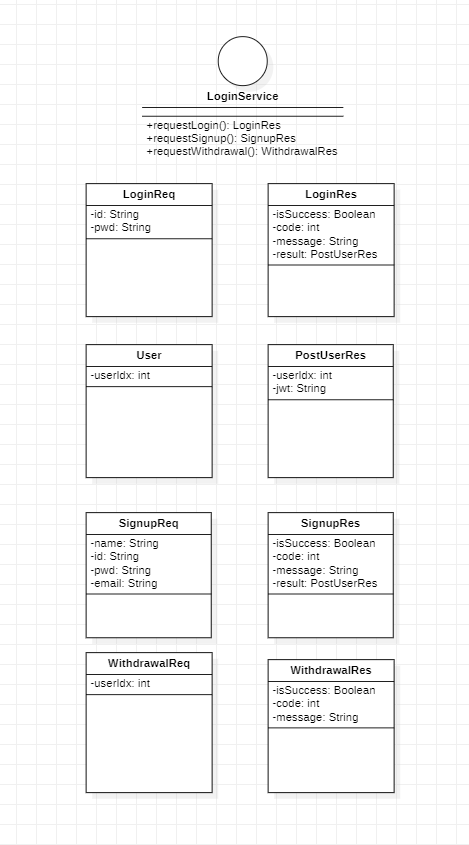 LoginService
+requestLogin(): LoginRes
+requestSignup(): SignupRes
+requestWithdrawal(): WithdrawalRes
LoginReq
-id: String
-pwd: String
LoginRes
-isSuccess: Boolean
-code: int
-message: String
-result: PostUserRes
User
-userIdx: int
PostUserRes
-userIdx: int
-jwt: String
SignupReq
-name: String
-id: String
-pwd: String
-email: String
SignupRes
-isSuccess: Boolean
-code: int
-message: String
-result: PostUserRes
WithdrawalReq
-userIdx: int
WithdrawalRes
-isSuccess: Boolean
-code: int
-message: String